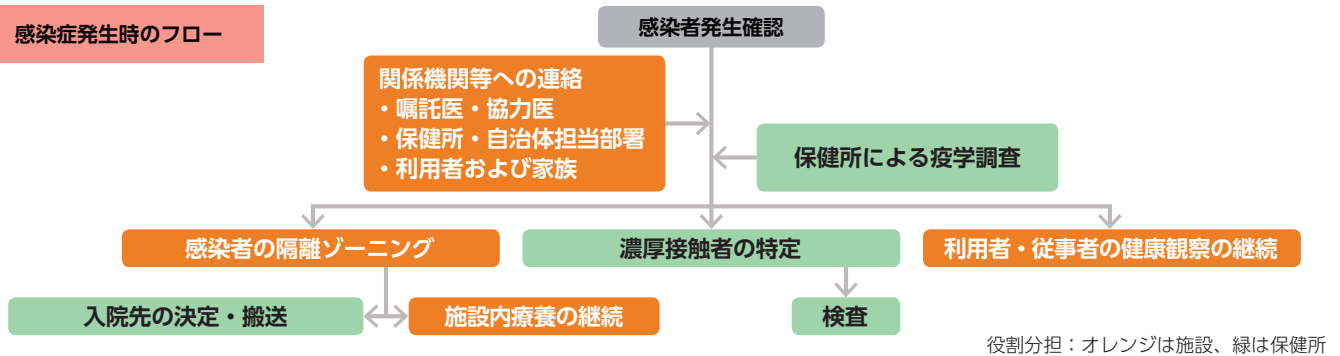 感染症発生時のフロー
感染者発生確認
関係機関等への連絡
・嘱託医・協力医
・保健所・自治体担当部署
・利用者および家族
保健所による疫学調査
感染者の隔離ゾーニング
濃厚接触者の特定
利用者・従事者の健康観察の継続
入院先の決定・搬送
施設内療養の継続
検査
役割分担：オレンジは施設、緑は保健所